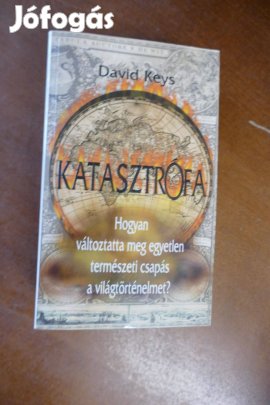 Jófogás
David Keys
KATASZTRÓFA
Hogyan
változtatta meg egyetlen
természeti csapás
a világtörténelmet?